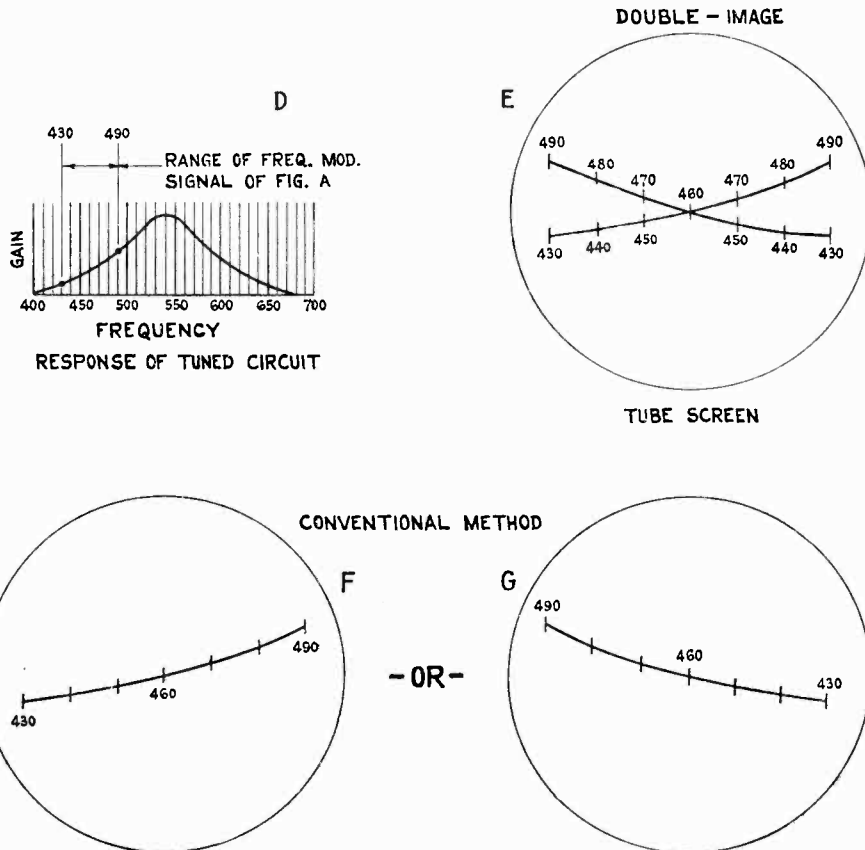 DOUBLE - IMAGE
D
E
430 490
RANGE OF FREQ. MOD.
SIGNAL OF FIG. A
GAIN
400 450 500 550 600 650 700
FREQUENCY
RESPONSE OF TUNED CIRCUIT
490 480 470 460 470 480 490
430 440 450 450 440 430
TUBE SCREEN
CONVENTIONAL METHOD
F
G
430 460 490
-OR-
490 460 430